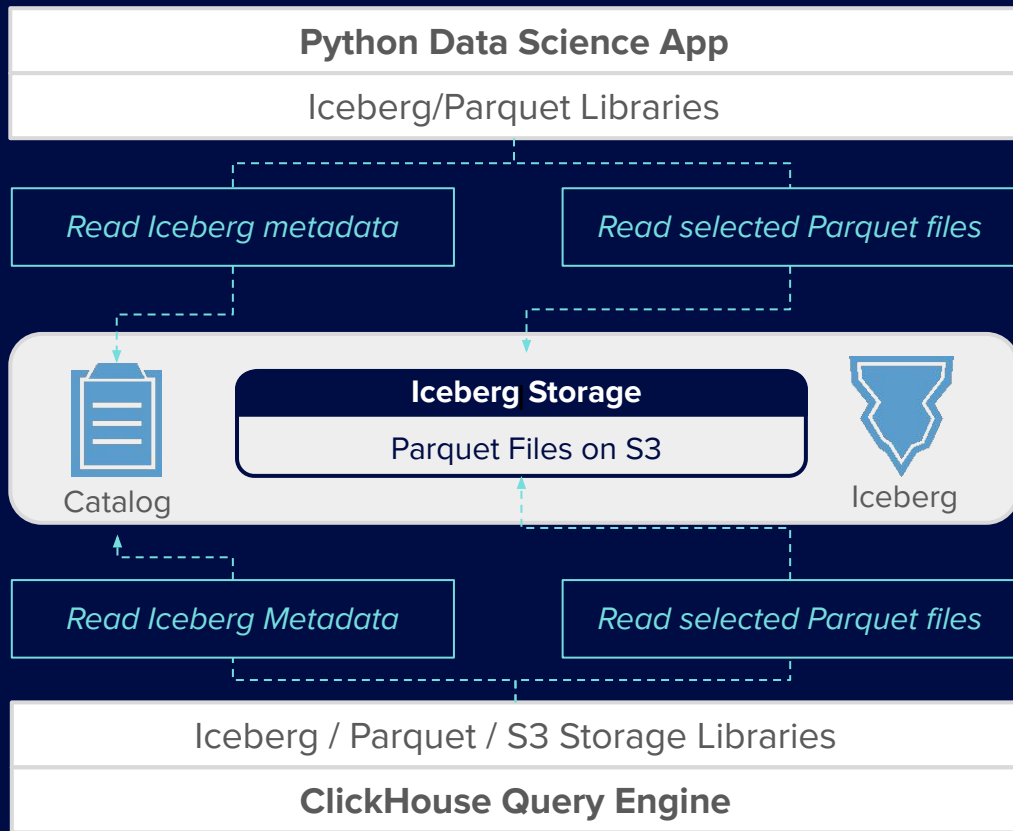 Python Data Science App
Iceberg/Parquet Libraries
Read Iceberg metadata
Read selected Parquet files
Iceberg Storage
Parquet Files on S3
Catalog
Iceberg
Read Iceberg Metadata
Read selected Parquet files
Iceberg / Parquet / S3 Storage Libraries
ClickHouse Query Engine